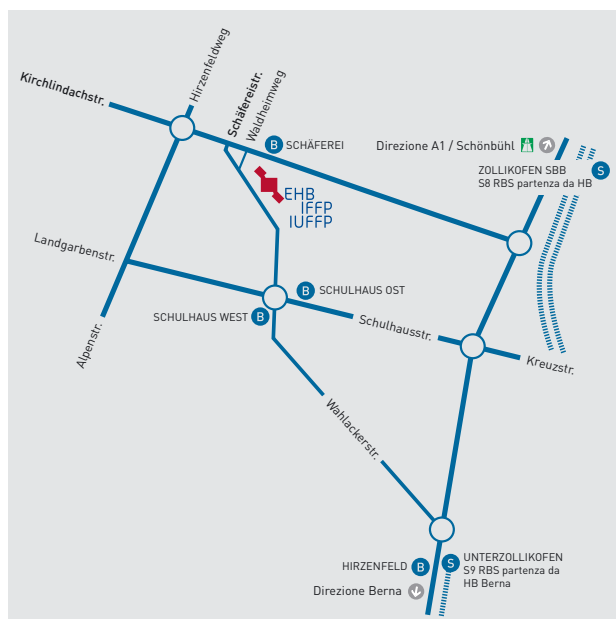 Hirzenfeldweg
Kirchlindachstr.
Schäfereistr.
Waldheimweg
B SCHÄFEREI
Direzione A1 / Schönbühl
ZOLLIKOFEN SBB
S8 RBS partenza da HB
S
EHB
IFFP
IUFFP
Landgarbenstr.
B SCHULHAUS OST
SCHULHAUS WEST B
Schulhausstr.
Kreuzstr.
Alpenstr.
Wahlackerstr.
HIRZENFELD B
S UNTERZOLLIKOFEN
S9 RBS partenza da
HB Berna
Direzione Berna